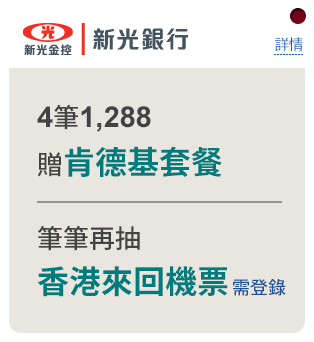 光
新光金控
新光銀行
詳情
4筆1,288
贈肯德基套餐
筆筆再抽
香港來回機票 需登錄